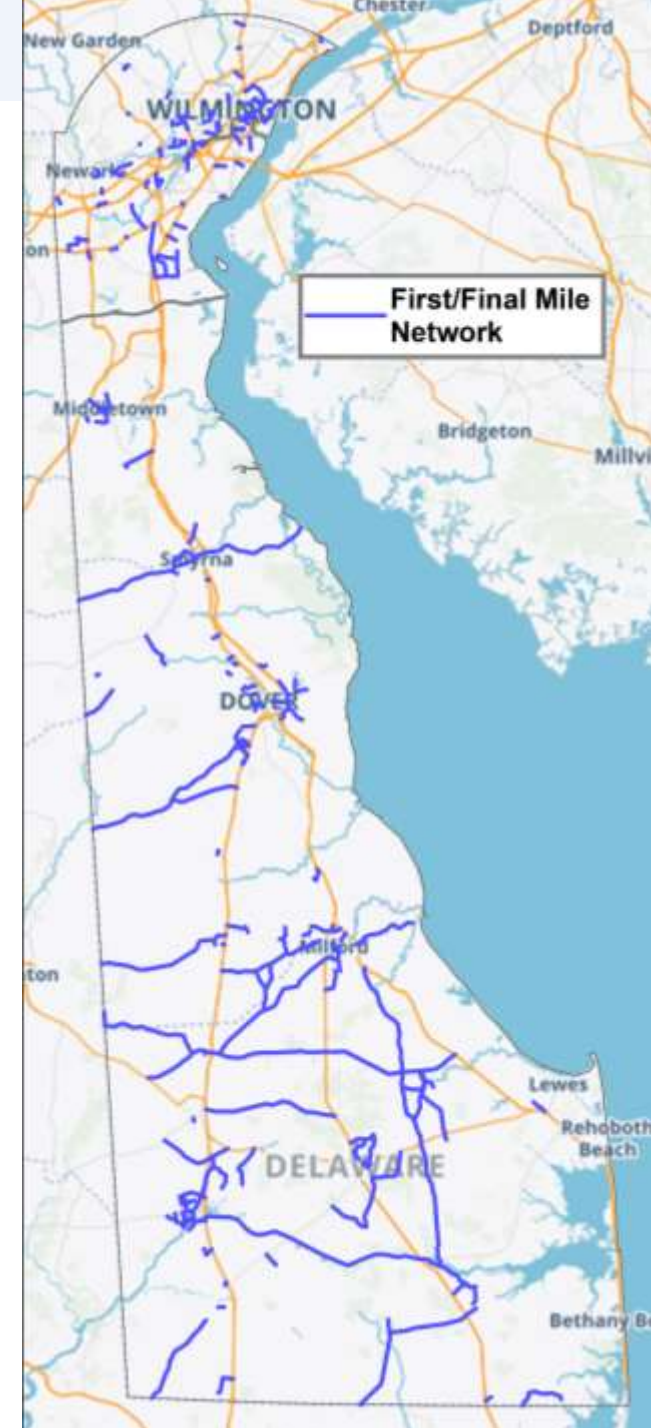 Chester
New Garden
Deptford
WILMINGTON
Newark
on
First/Final Mile
Network
Middletown
Bridgeton
Millvi
Smyrna
DOVER
Milford
ton
Lewes
Rehoboth
Beach
DELAWARE
Bethany Be